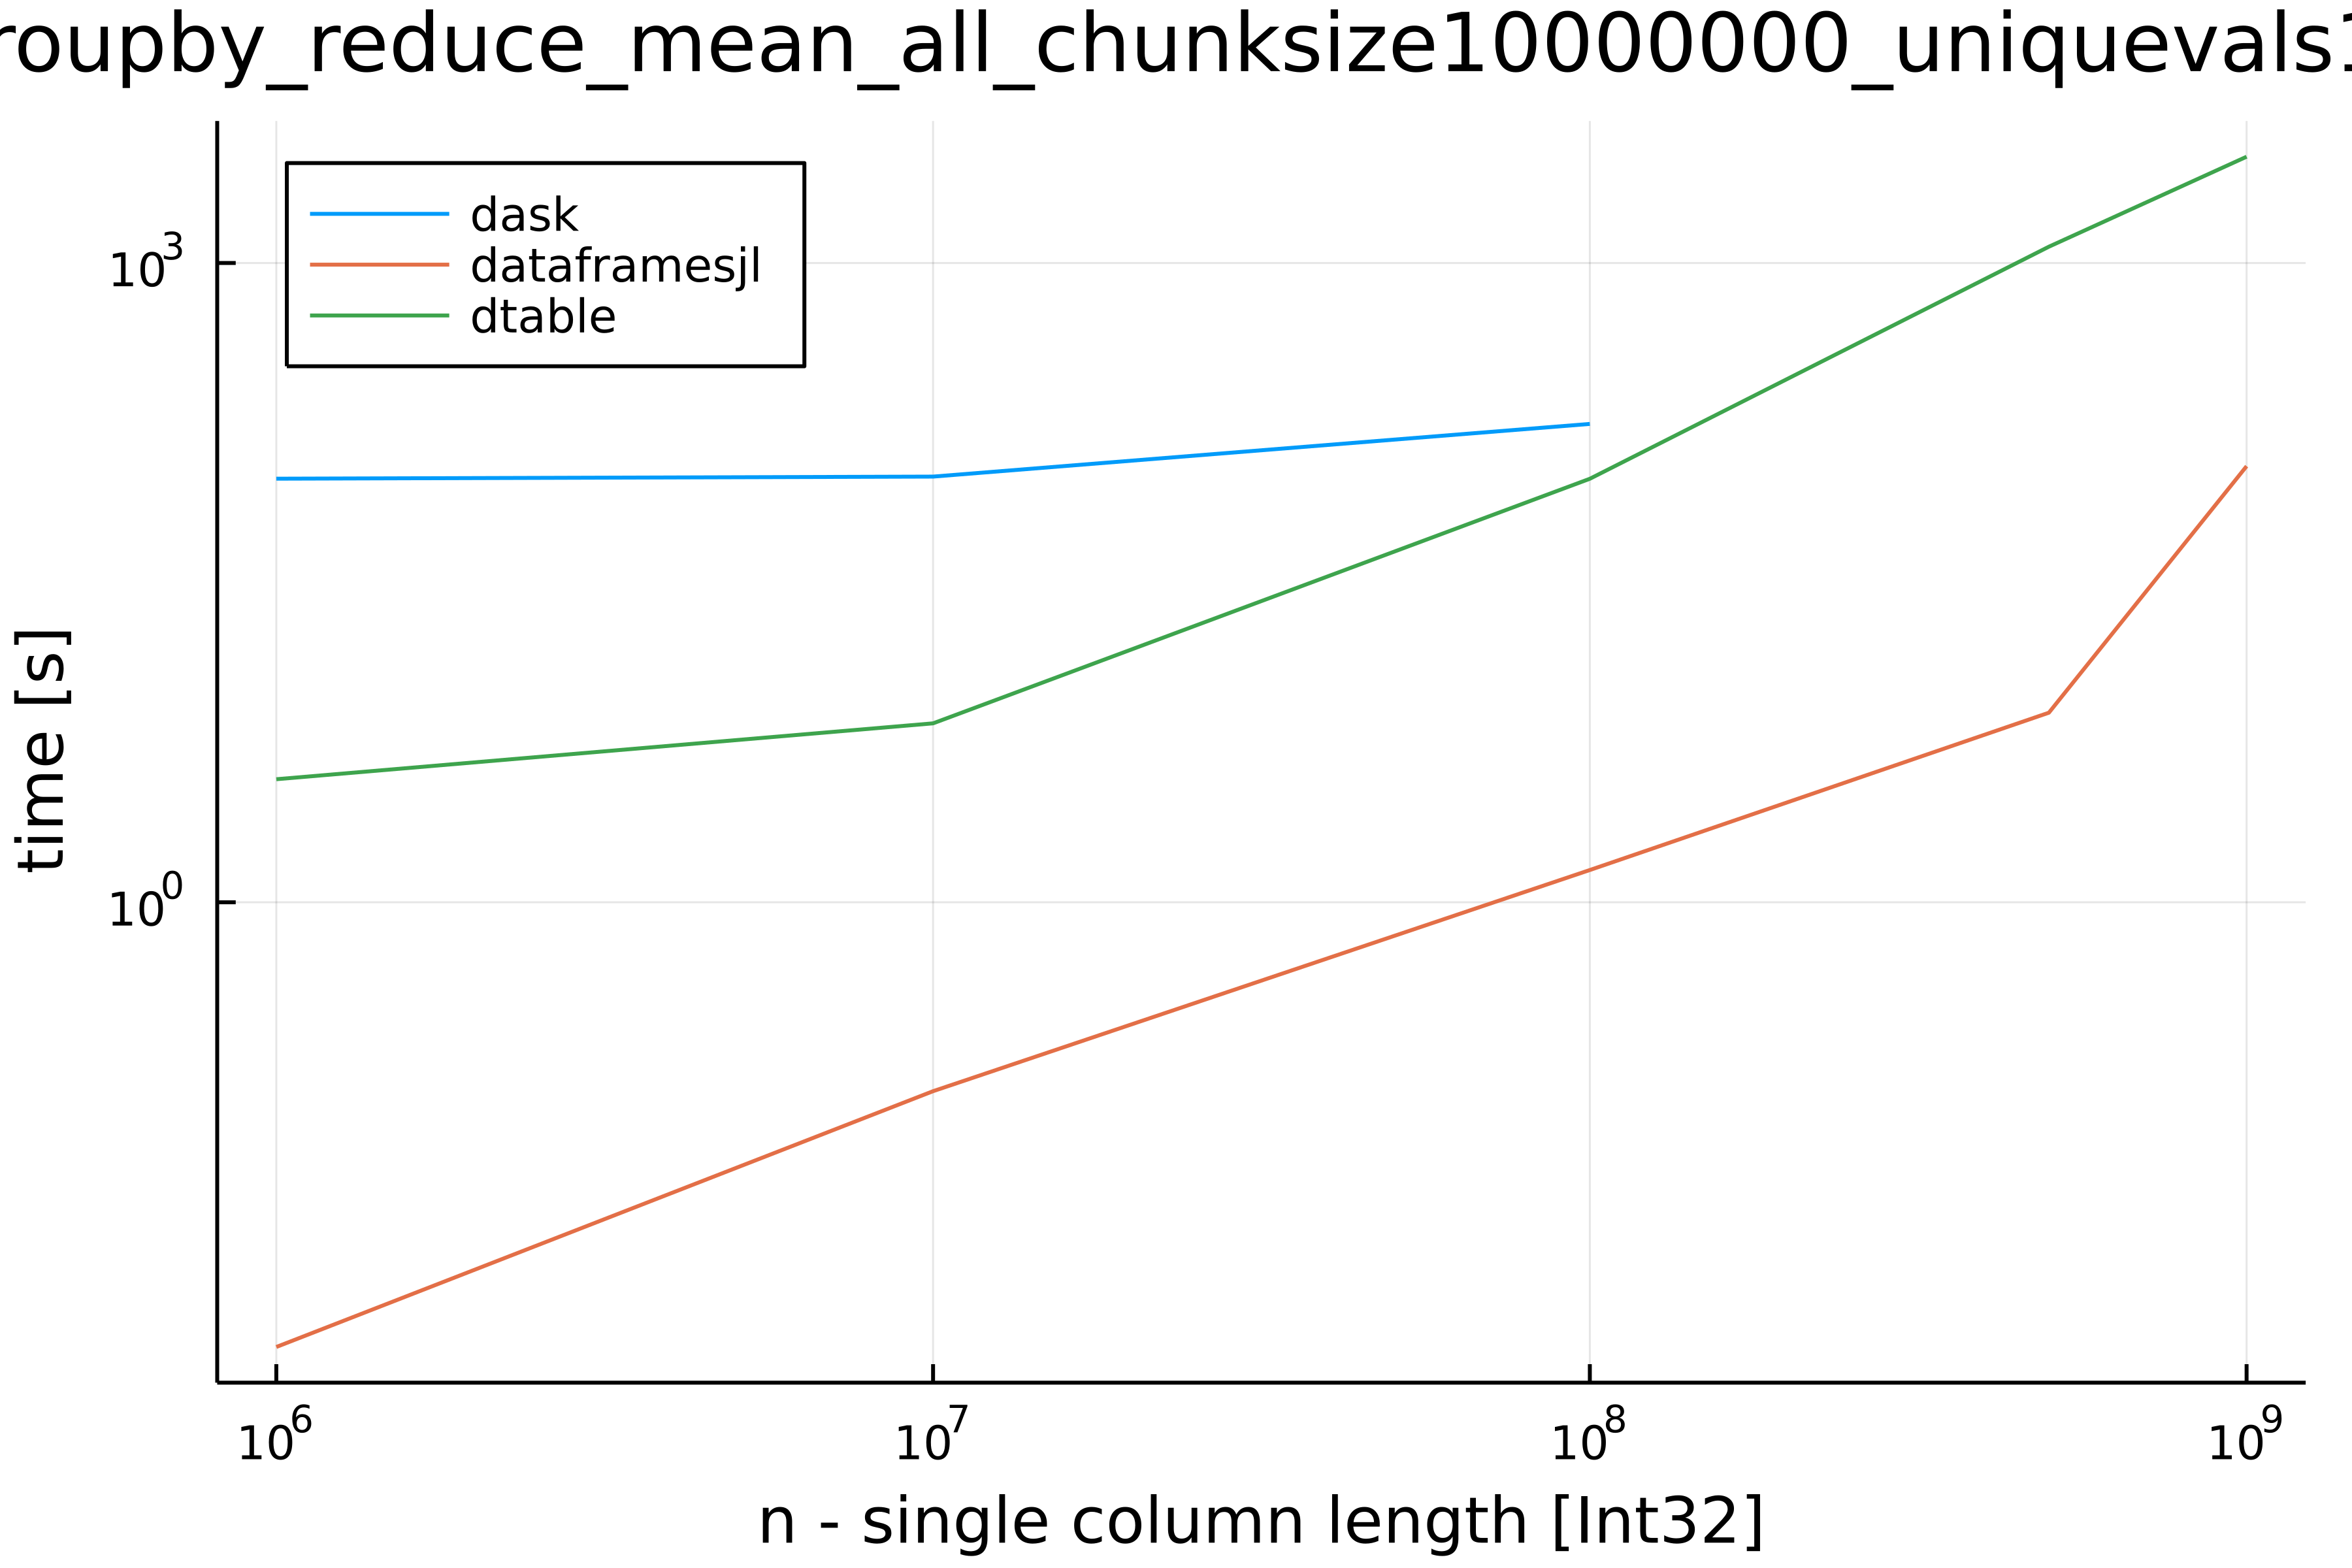 roupby_reduce_mean_all_chunksize10000000_uniquevals1
dask
dataframesjl
dtable
10^3
10^0
time [s]
10^6 10^7 10^8 10^9
n - single column length [Int32]